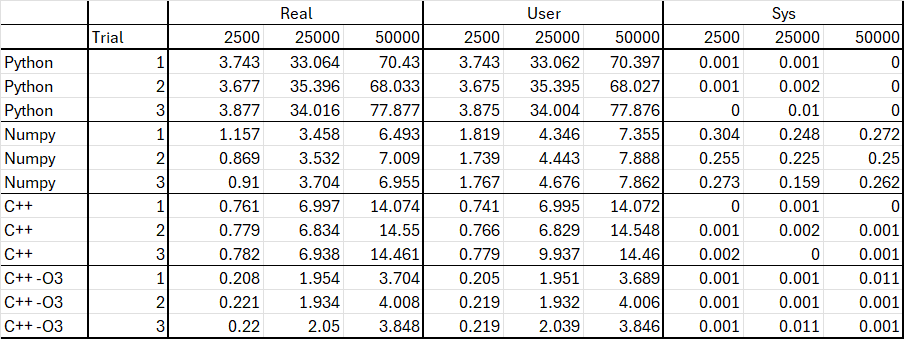 Real User Sys
Trial 2500 25000 50000 2500 25000 50000 2500 25000 50000
Python 1 3.743 33.064 70.43 3.743 33.062 70.397 0.001 0.001 0
Python 2 3.677 35.396 68.033 3.675 35.395 68.027 0.001 0.002 0
Python 3 3.877 34.016 77.877 3.875 34.004 77.876 0 0.01 0
Numpy 1 1.157 3.458 6.493 1.819 4.346 7.355 0.304 0.248 0.272
Numpy 2 0.869 3.532 7.009 1.739 4.443 7.888 0.255 0.225 0.25
Numpy 3 0.91 3.704 6.955 1.767 4.676 7.862 0.273 0.159 0.262
C++ 1 0.761 6.997 14.074 0.741 6.995 14.072 0 0.001 0
C++ 2 0.779 6.834 14.55 0.766 6.829 14.548 0.001 0.002 0.001
C++ 3 0.782 6.938 14.461 0.779 9.937 14.46 0.002 0 0.001
C++ -O3 1 0.208 1.954 3.704 0.205 1.951 3.689 0.001 0.001 0.011
C++ -O3 2 0.221 1.934 4.008 0.219 1.932 4.006 0.001 0.001 0.001
C++ -O3 3 0.22 2.05 3.848 0.219 2.039 3.846 0.001 0.011 0.001